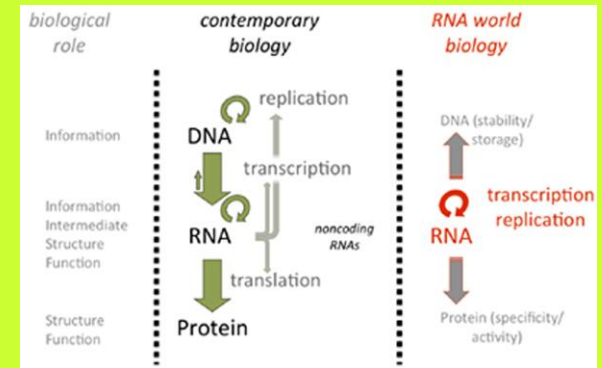 biological
role
contemporary
biology
RNA world
biology
replication
Information
DNA
DNA (stability/
storage)
transcription
transcription
replication
Information
Intermediate
Structure
Function
RNA
noncoding
RNAs
RNA
translation
Structure
Function
Protein
Protein (specificity/
activity)